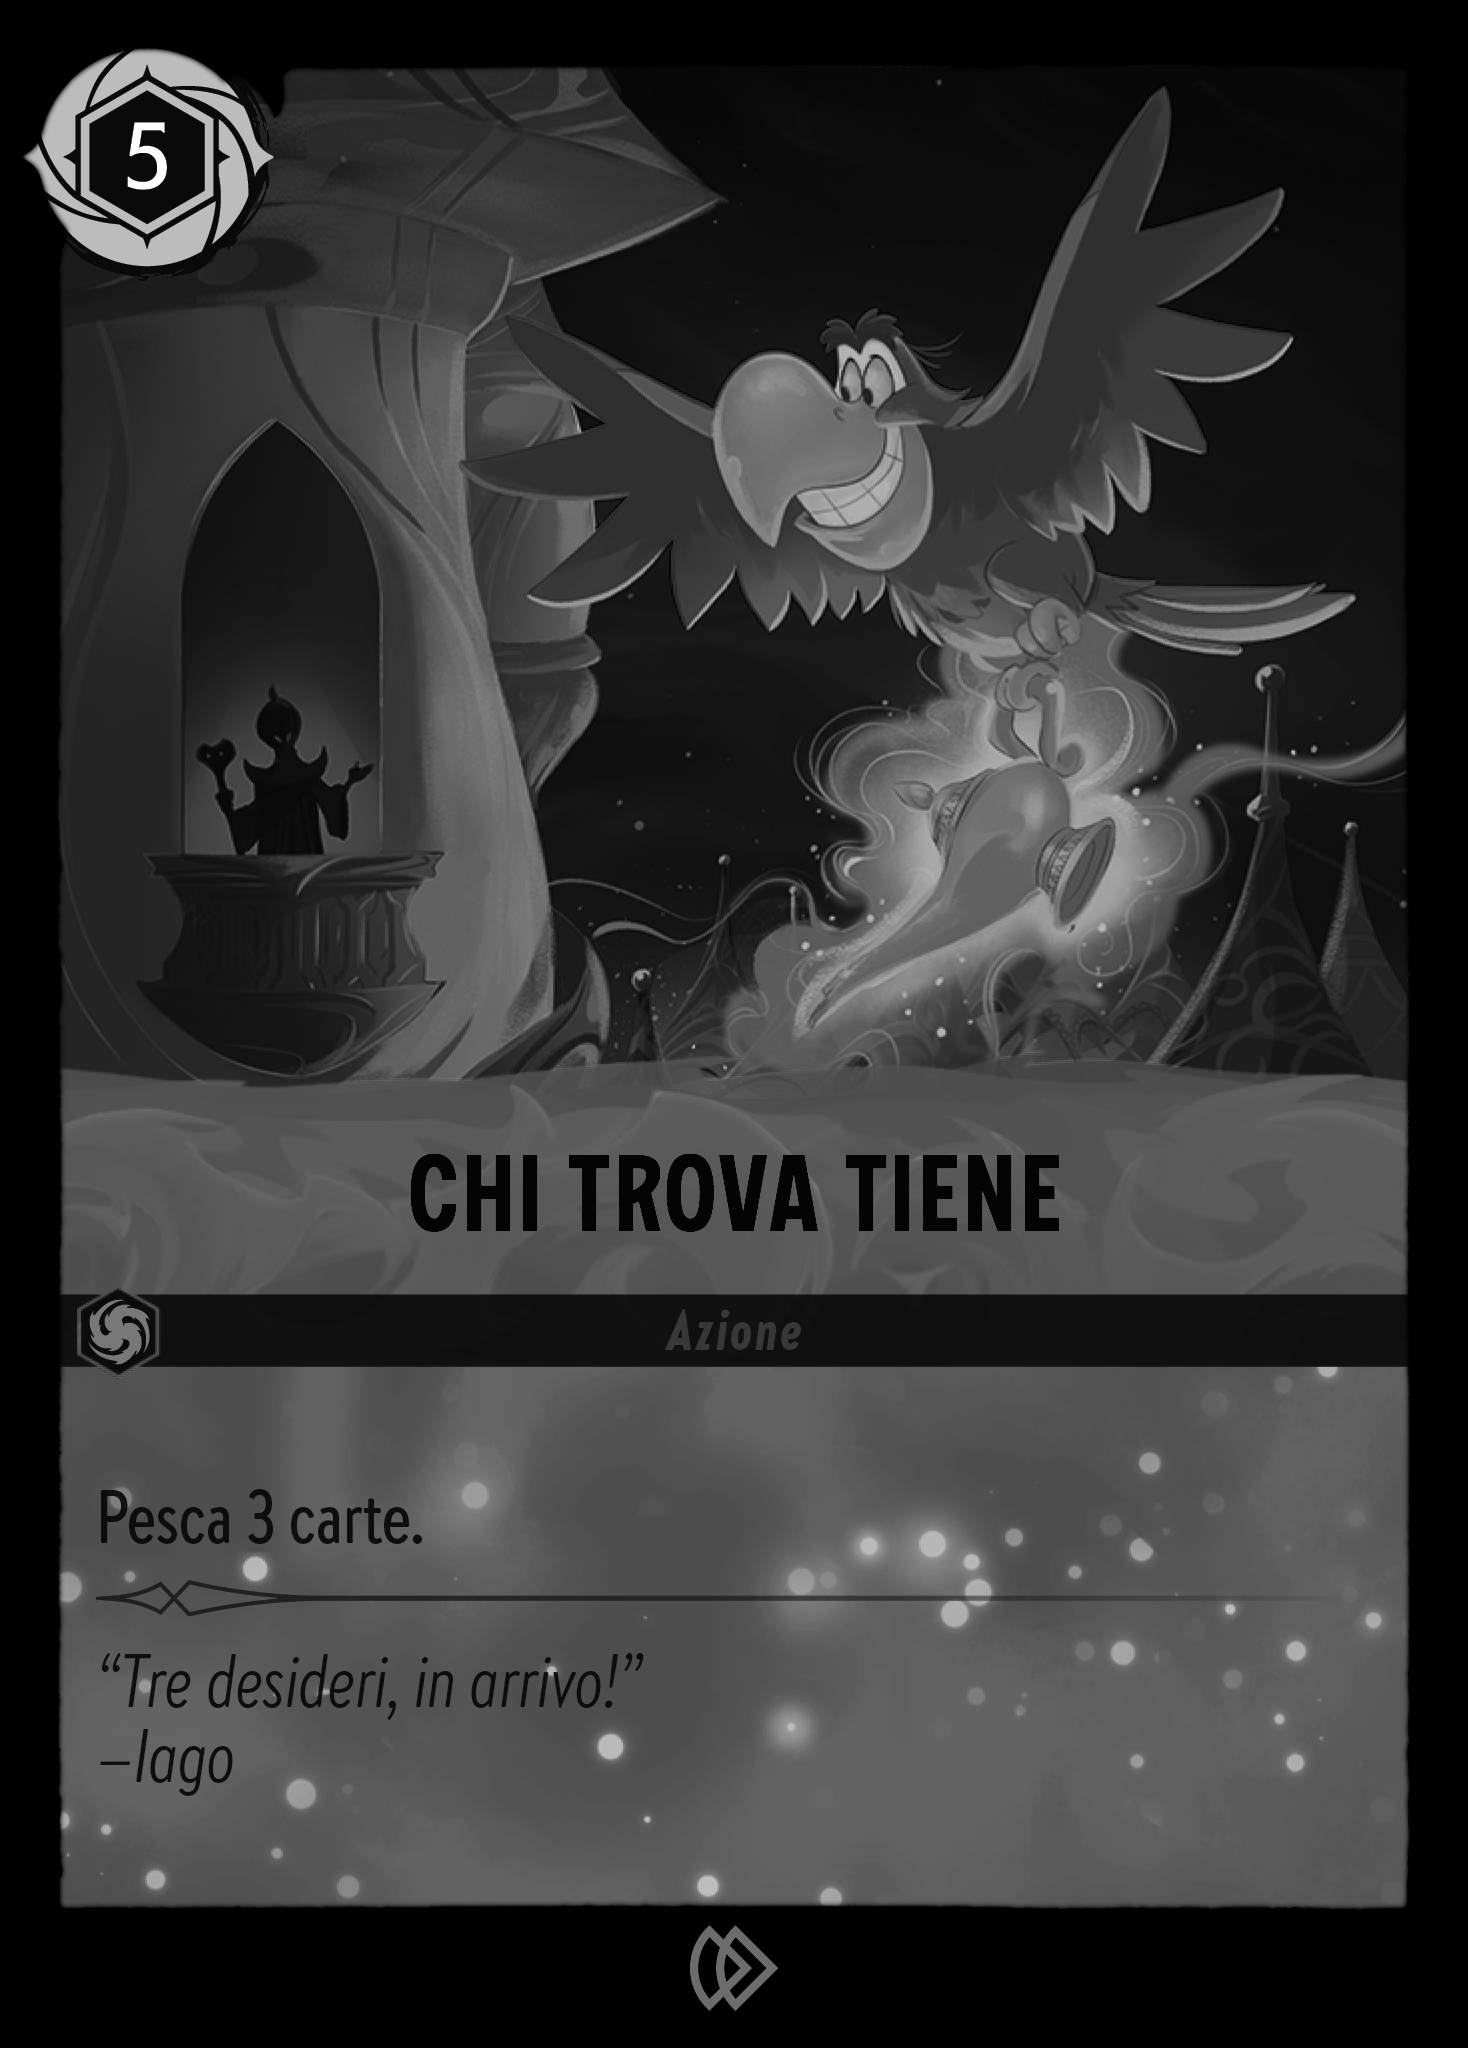 5
CHI TROVA TIENE
Azione
Pesca 3 carte.
“Tre desideri, in arrivo!”
–Iago